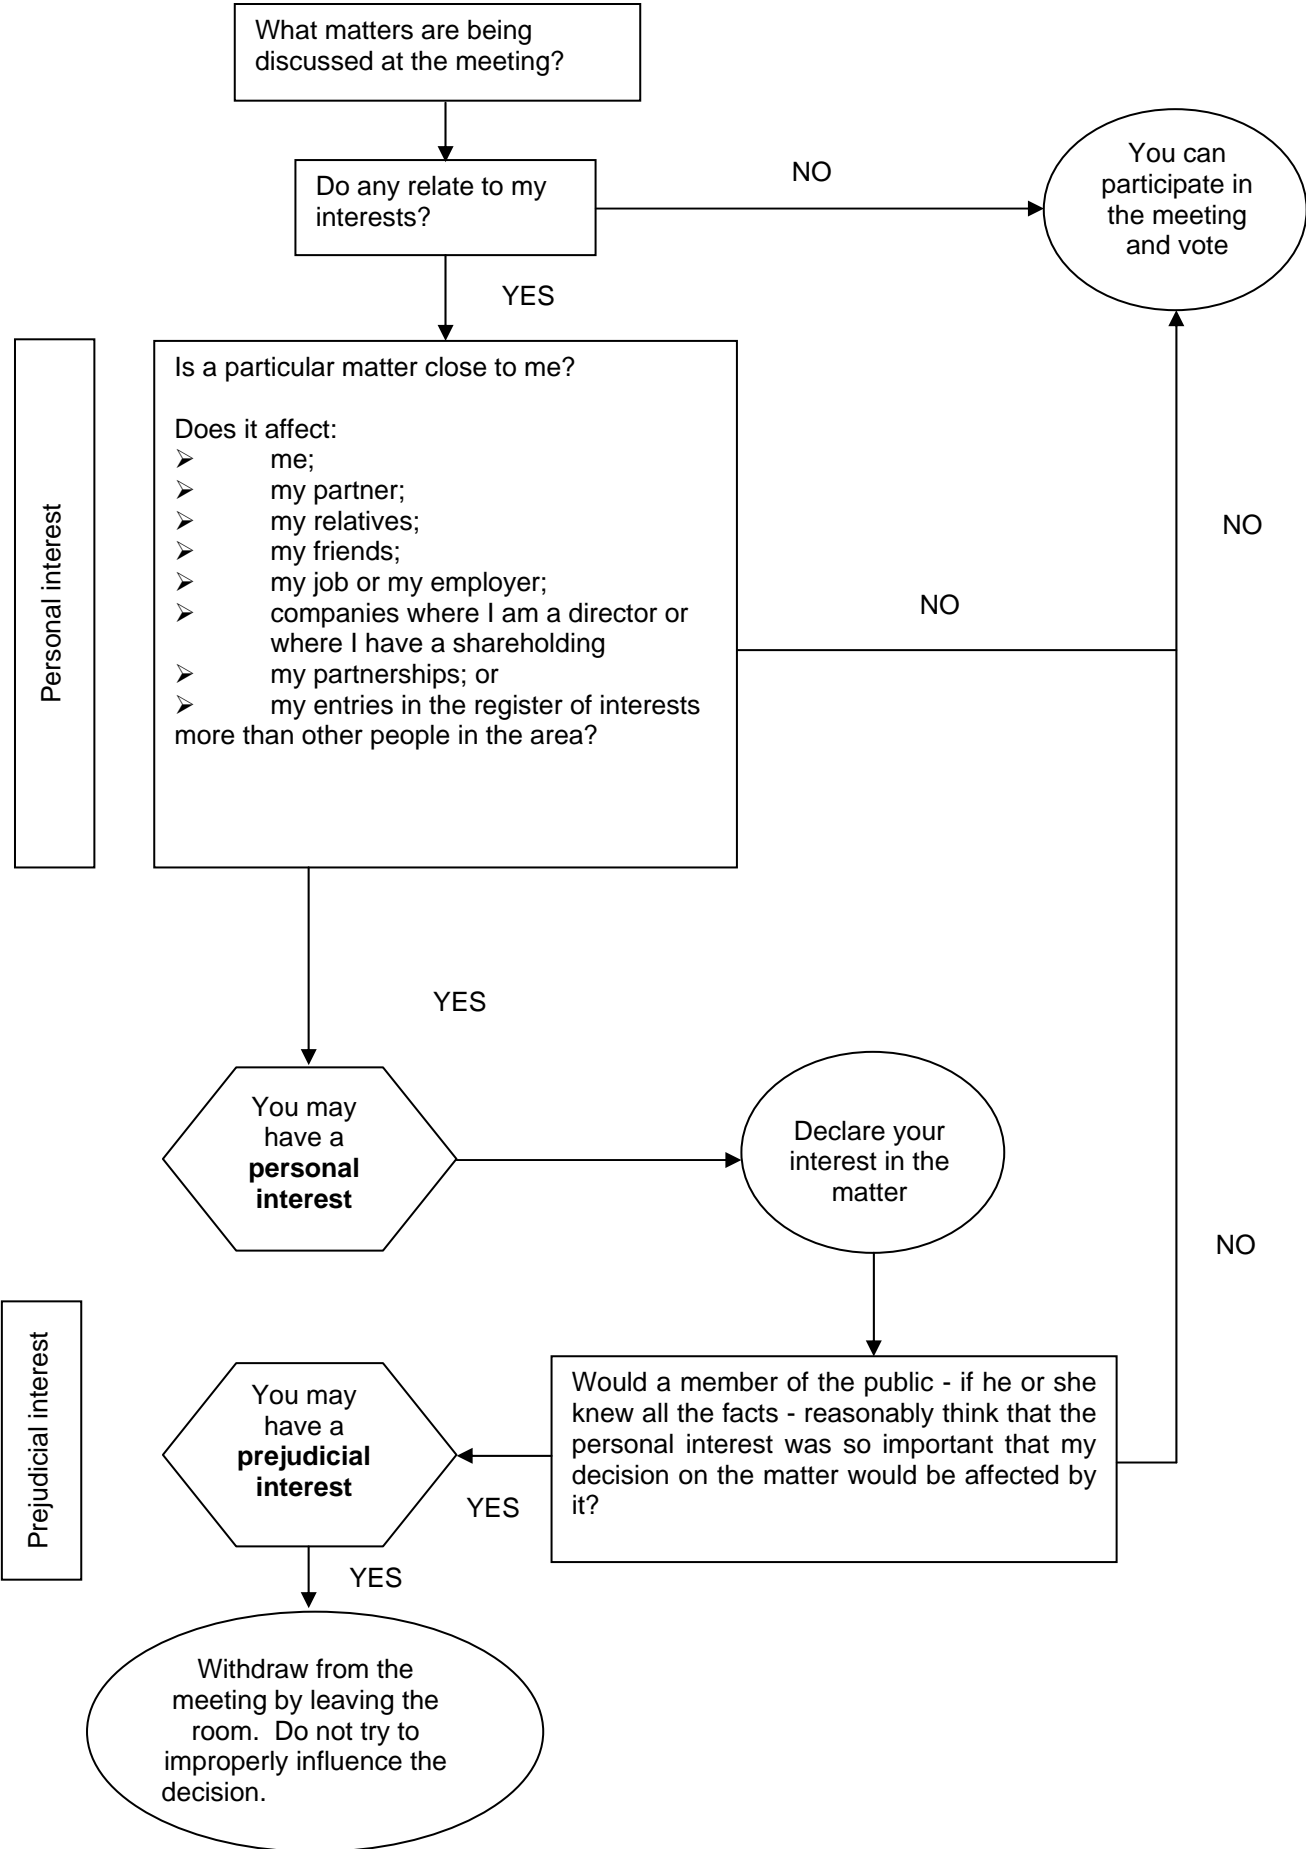 What matters are being
discussed at the meeting?
NO
You can
participate in
the meeting
and vote
Do any relate to my
interests?
YES
Personal interest
Is a particular matter close to me?
Does it affect:
➢ me;
➢ my partner;
➢ my relatives;
➢ my friends;
➢ my job or my employer;
➢ companies where I am a director or
where I have a shareholding
➢ my partnerships; or
➢ my entries in the register of interests
more than other people in the area?
NO
NO
YES
You may
have a
personal
interest
Declare your
interest in the
matter
NO
Prejudicial interest
You may
have a
prejudicial
interest
YES
Would a member of the public - if he or she
knew all the facts - reasonably think that the
personal interest was so important that my
decision on the matter would be affected by
it?
YES
Withdraw from the
meeting by leaving the
room. Do not try to
improperly influence the
decision.